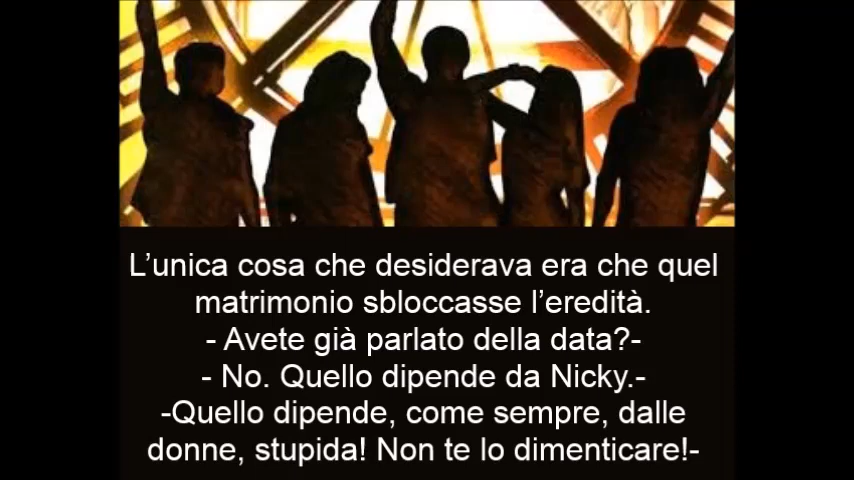 L'unica cosa che desiderava era che quel
matrimonio sbloccasse l'eredità.
- Avete già parlato della data?-
- No. Quello dipende da Nicky.-
-Quello dipende, come sempre, dalle
donne, stupida! Non te lo dimenticare!-